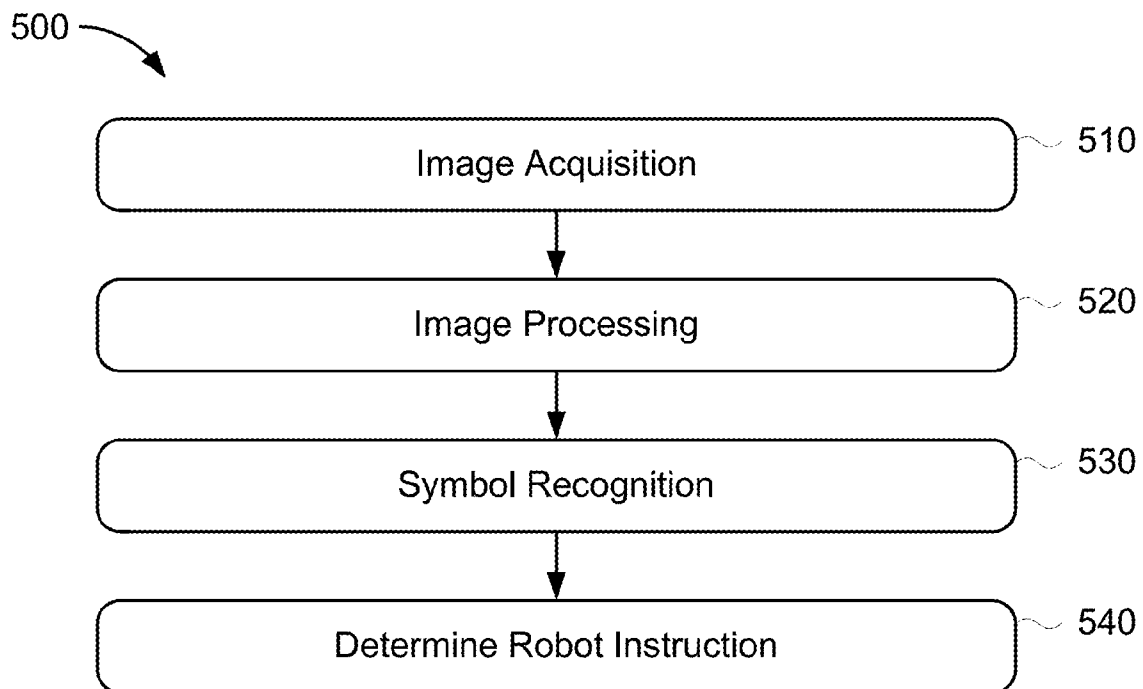 500
Image Acquisition 510
Image Processing 520
Symbol Recognition 530
Determine Robot Instruction 540